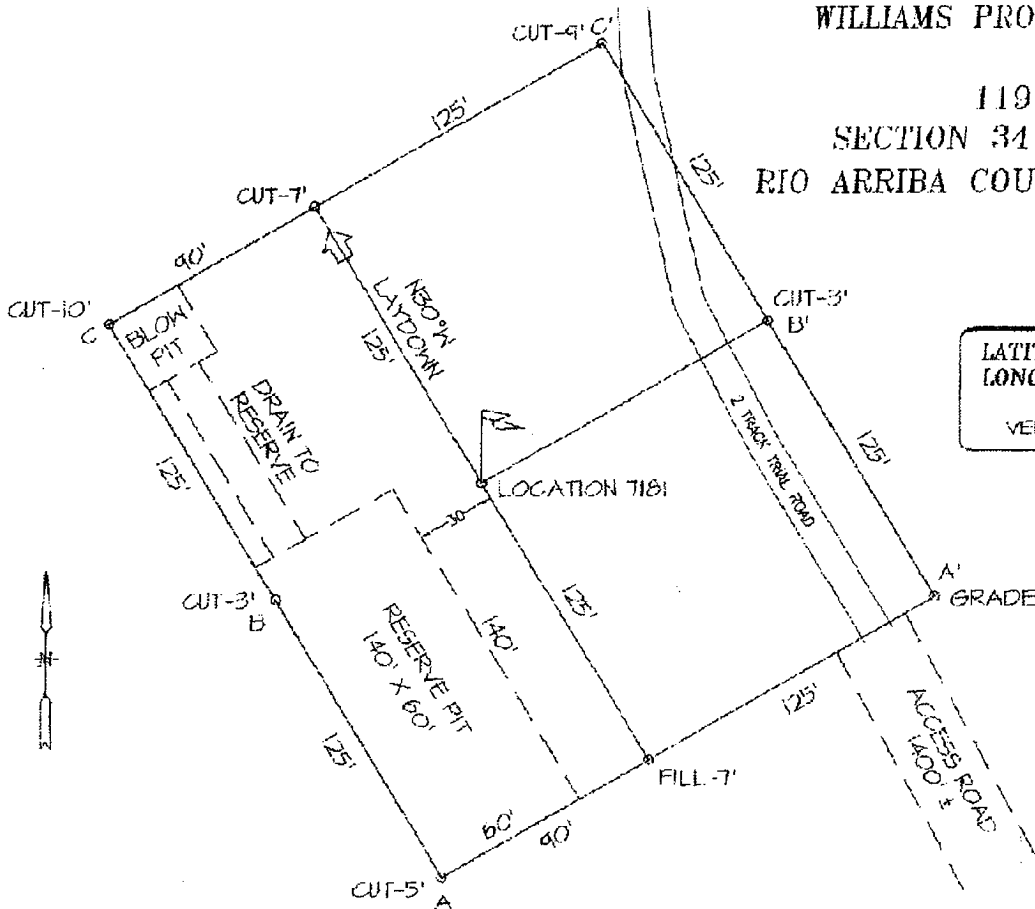 WILLIAMS PRO
119
SECTION 34
RIO ARRIBA COU
CUT-9' C'
125'
125'
CUT-7'
90'
CUT-10'
C
BLOW
PIT
N30°W
LAYDOWN
125'
CUT-3'
B'
LATI
LONG
VE
DRAIN TO
RESERVE
125'
2 TRACK TRIAL ROAD
125'
LOCATION 7181
30
CUT-3'
B
A'
GRADE
125'
RESERVE PIT
140' X 60'
140'
125'
125'
ACCESS ROAD
1400' ±
FILL-7'
60'
90'
CUT-5'
A